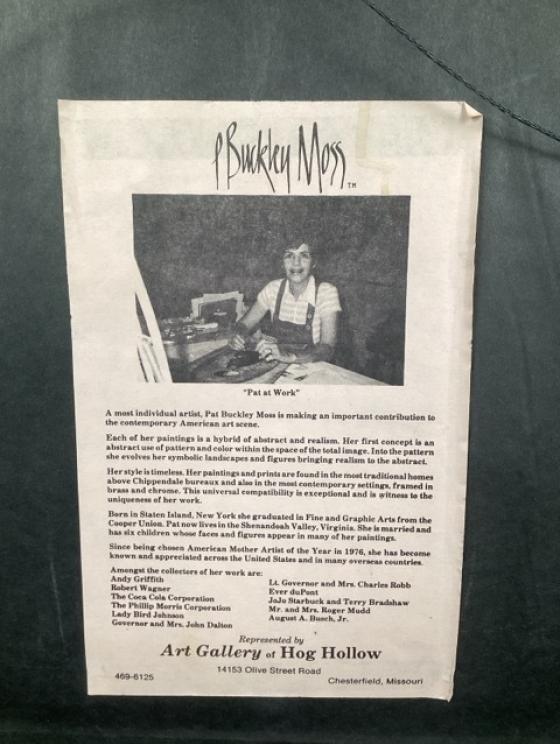 P Buckley Moss TM
"Pat at Work"
A most individual artist, Pat Buckley Moss is making an important contribution to
the contemporary American art scene.
Each of her paintings is a hybrid of abstract and realism. Her first concept is an
abstract use of pattern and color within the space of the total image. Into the pattern
she evolves her symbolic landscapes and figures bringing realism to the abstract.
Her style is timeless. Her paintings and prints are found in the most traditional homes
above Chippendale bureaux and also in the most contemporary settings, framed in
brass and chrome. This universal compatibility is exceptional and is witness to the
uniqueness of her work.
Born in Staten Island, New York she graduated in Fine and Graphic Arts from the
Cooper Union. Pat now lives in the Shenandoah Valley, Virginia. She is married and
has six children whose faces and figures appear in many of her paintings.
Since being chosen American Mother Artist of the Year in 1976, she has become
known and appreciated across the United States and in many overseas countries.
Amongst the collectors of her work are:
Andy Griffith
Robert Wagner
The Coca Cola Corporation
The Phillip Morris Corporation
Lady Bird Johnson
Governor and Mrs. John Dalton
Lt. Governor and Mrs. Charles Robb
Ever duPont
JoJo Starbuck and Terry Bradshaw
Mr. and Mrs. Roger Mudd
August A. Busch, Jr.
Represented by
Art Gallery of Hog Hollow
14153 Olive Street Road
469-6125
Chesterfield, Missouri